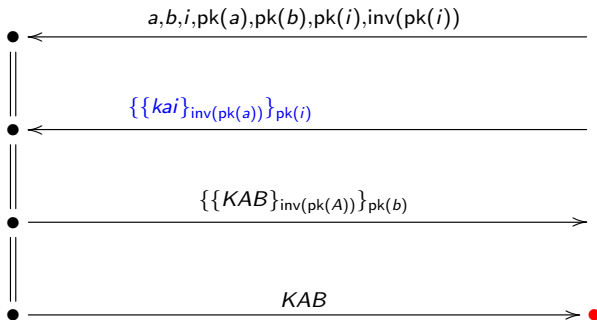 a,b,i,pk(a),pk(b),pk(i),inv(pk(i))
{{kai}inv(pk(a))}pk(i)
{{KAB}inv(pk(A))}pk(b)
KAB